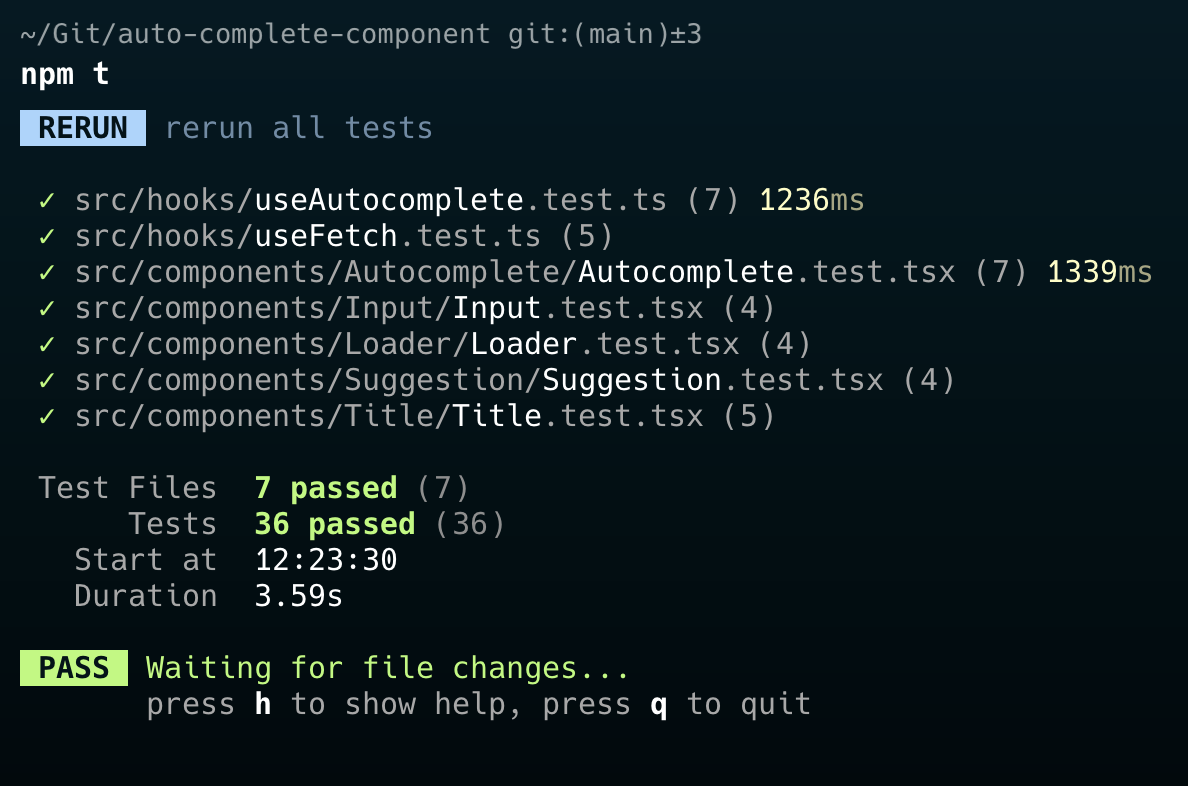 ~/Git/auto-complete-component git:(main)±3
npm t
RERUN rerun all tests
✓ src/hooks/useAutocomplete.test.ts (7) 1236ms
✓ src/hooks/useFetch.test.ts (5)
✓ src/components/Autocomplete/Autocomplete.test.tsx (7) 1339ms
✓ src/components/Input/Input.test.tsx (4)
✓ src/components/Loader/Loader.test.tsx (4)
✓ src/components/Suggestion/Suggestion.test.tsx (4)
✓ src/components/Title/Title.test.tsx (5)
Test Files 7 passed (7)
Tests 36 passed (36)
Start at 12:23:30
Duration 3.59s
PASS Waiting for file changes...
press h to show help, press q to quit